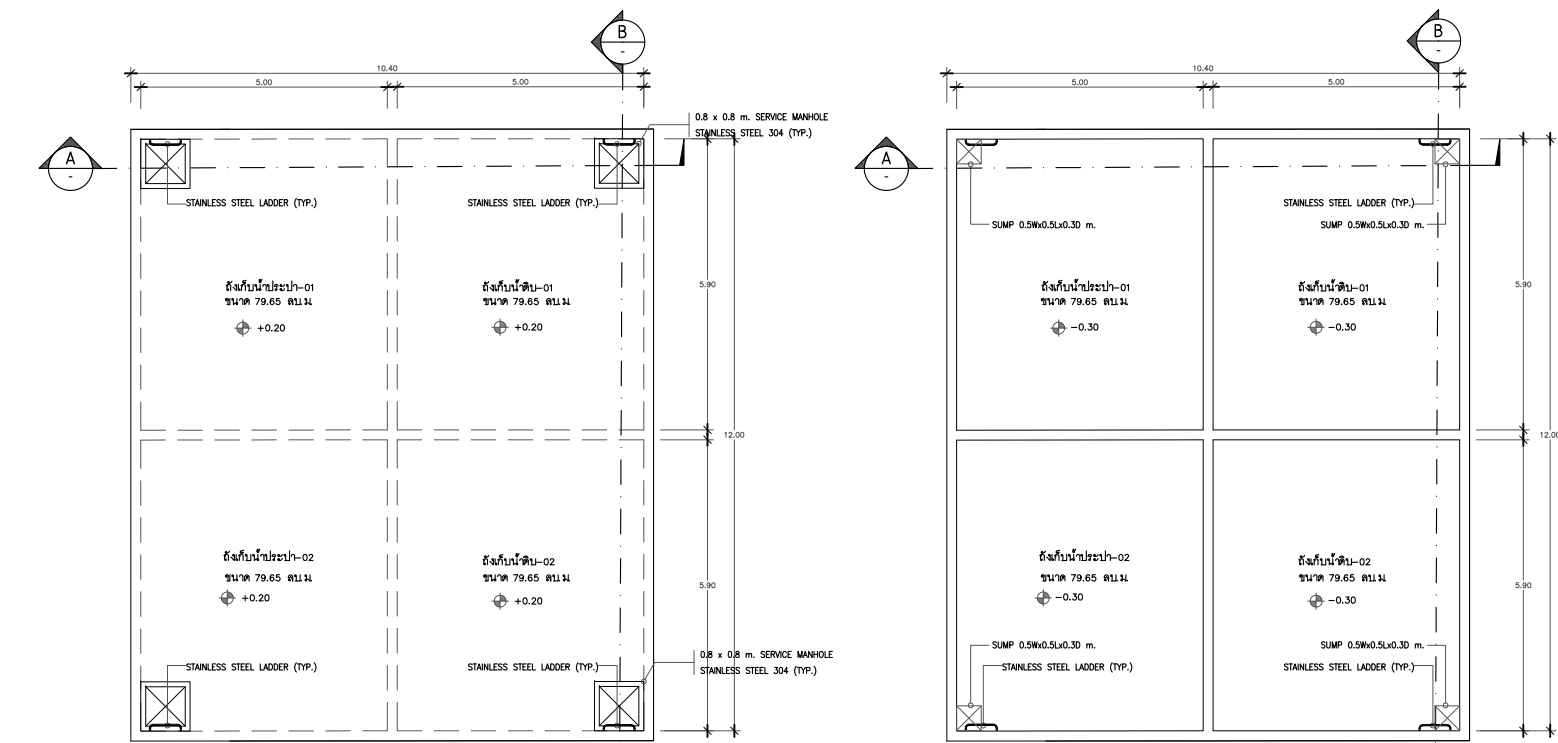 B
-
10.40
5.00
5.00
0.8 x 0.8 m. SERVICE MANHOLE
STAINLESS STEEL 304 (TYP.)
A
-
STAINLESS STEEL LADDER (TYP.)
STAINLESS STEEL LADDER (TYP.)
ถังเก็บน้ำประปา-01
ขนาด 79.65 ลบ.ม.
+0.20
ถังเก็บน้ำดิบ-01
ขนาด 79.65 ลบ.ม.
+0.20
5.90
12.00
ถังเก็บน้ำประปา-02
ขนาด 79.65 ลบ.ม.
+0.20
ถังเก็บน้ำดิบ-02
ขนาด 79.65 ลบ.ม.
+0.20
5.90
STAINLESS STEEL LADDER (TYP.)
STAINLESS STEEL LADDER (TYP.)
0.8 x 0.8 m. SERVICE MANHOLE
STAINLESS STEEL 304 (TYP.)
B
-
10.40
5.00
5.00
A
-
STAINLESS STEEL LADDER (TYP.)
SUMP 0.5Wx0.5Lx0.3D m.
SUMP 0.5Wx0.5Lx0.3D m.
ถังเก็บน้ำประปา-01
ขนาด 79.65 ลบ.ม.
-0.30
ถังเก็บน้ำดิบ-01
ขนาด 79.65 ลบ.ม.
-0.30
5.90
12.00
ถังเก็บน้ำประปา-02
ขนาด 79.65 ลบ.ม.
-0.30
ถังเก็บน้ำดิบ-02
ขนาด 79.65 ลบ.ม.
-0.30
5.90
SUMP 0.5Wx0.5Lx0.3D m.
SUMP 0.5Wx0.5Lx0.3D m.
STAINLESS STEEL LADDER (TYP.)
STAINLESS STEEL LADDER (TYP.)